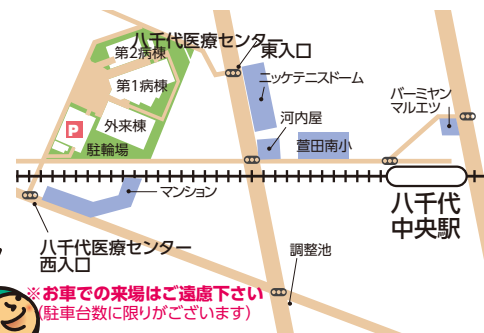 八千代医療センター
東入口
第2病棟
ニッケテニスドーム
第1病棟
バーミヤン
マルエツ
河内屋
外来棟
P
萱田南小
駐輪場
マンション
八千代
中央駅
八千代医療センター
西入口
調整池
※お車での来場はご遠慮下さい
(駐車台数に限りがございます)